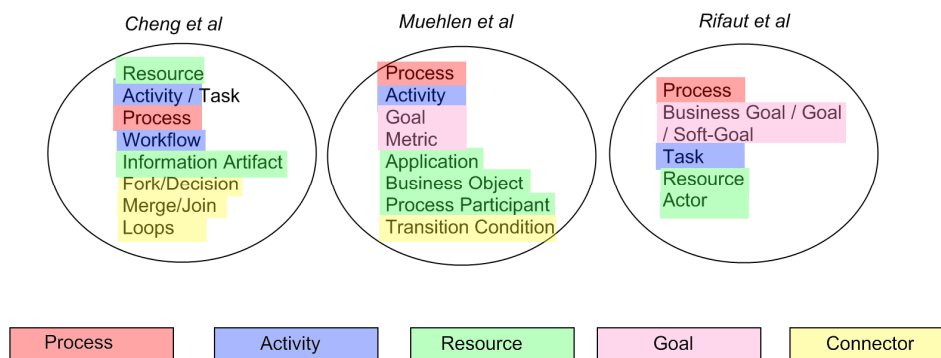 Cheng et al
Resource
Activity / Task
Process
Workflow
Information Artifact
Fork/Decision
Merge/Join
Loops
Muehlen et al
Process
Activity
Goal
Metric
Application
Business Object
Process Participant
Transition Condition
Rifaut et al
Process
Business Goal / Goal
/ Soft-Goal
Task
Resource
Actor
Process
Activity
Resource
Goal
Connector